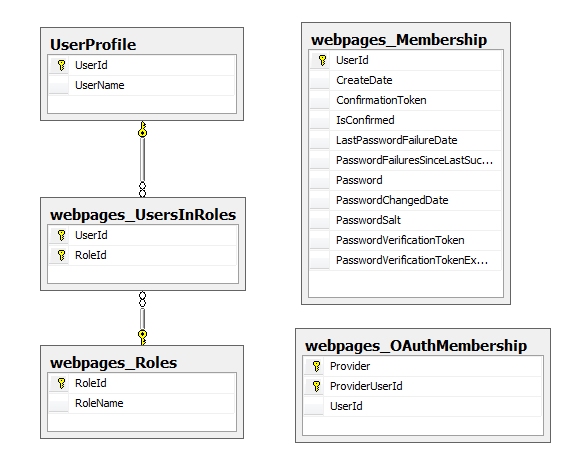 UserProfile
UserId
UserName
webpages_UsersInRoles
UserId
RoleId
webpages_Roles
RoleId
RoleName
webpages_Membership
UserId
CreateDate
ConfirmationToken
IsConfirmed
LastPasswordFailureDate
PasswordFailuresSinceLastSuc...
Password
PasswordChangedDate
PasswordSalt
PasswordVerificationToken
PasswordVerificationTokenEx...
webpages_OAuthMembership
Provider
ProviderUserId
UserId